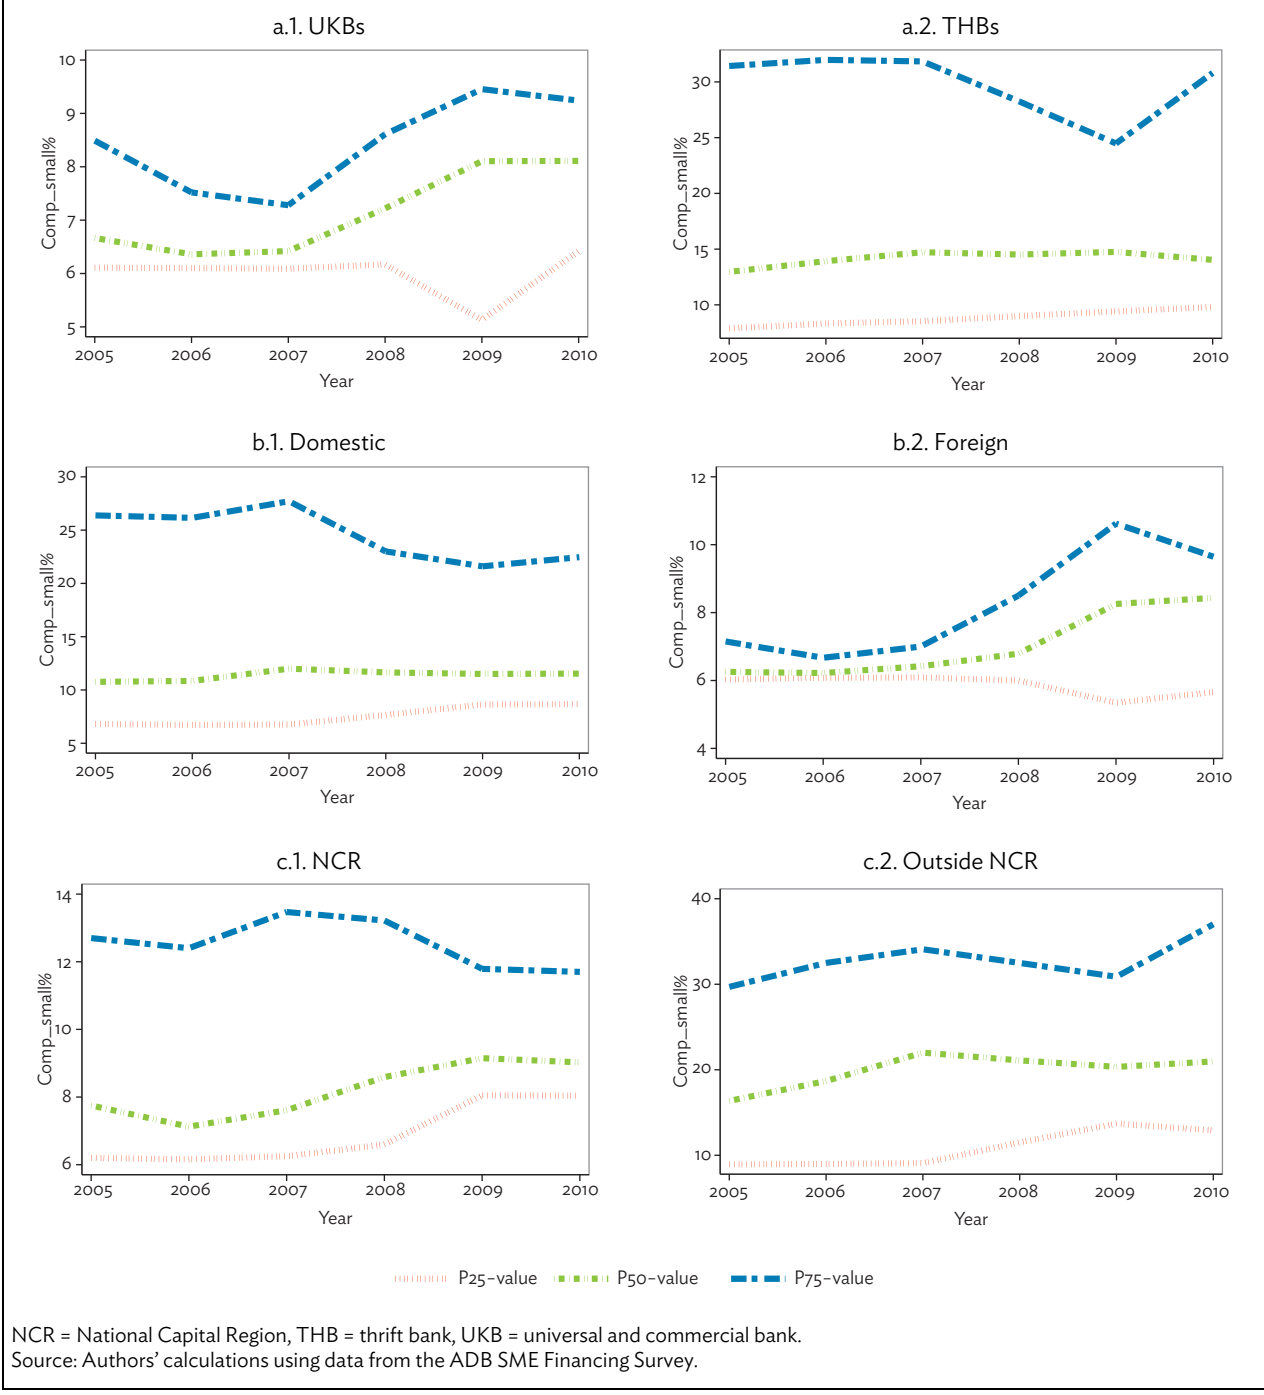 a.1. UKBs
10
9
8
7
6
5
Comp_small%
2005 2006 2007 2008 2009 2010
Year
a.2. THBs
30
25
20
15
10
Comp_small%
2005 2006 2007 2008 2009 2010
Year
b.1. Domestic
30
25
20
15
10
5
Comp_small%
2005 2006 2007 2008 2009 2010
Year
b.2. Foreign
12
10
8
6
4
Comp_small%
2005 2006 2007 2008 2009 2010
Year
c.1. NCR
14
12
10
8
6
Comp_small%
2005 2006 2007 2008 2009 2010
Year
c.2. Outside NCR
40
30
20
10
Comp_small%
2005 2006 2007 2008 2009 2010
Year
P25-value P50-value P75-value
NCR = National Capital Region, THB = thrift bank, UKB = universal and commercial bank.
Source: Authors’ calculations using data from the ADB SME Financing Survey.